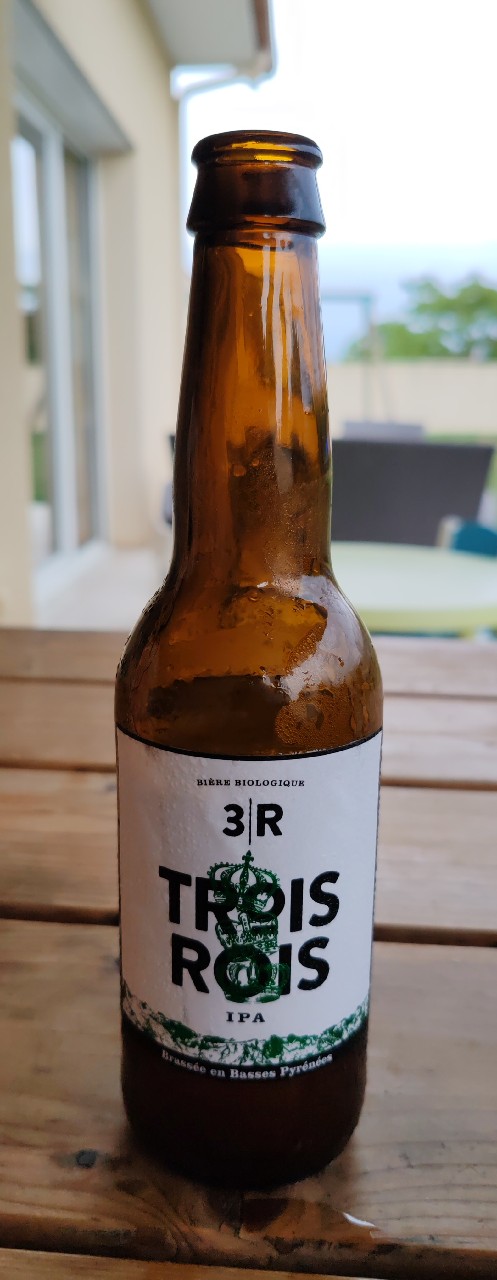 BIÈRE BIOLOGIQUE
3|R
TROIS
ROIS
IPA
Brassée en Basses Pyrénées